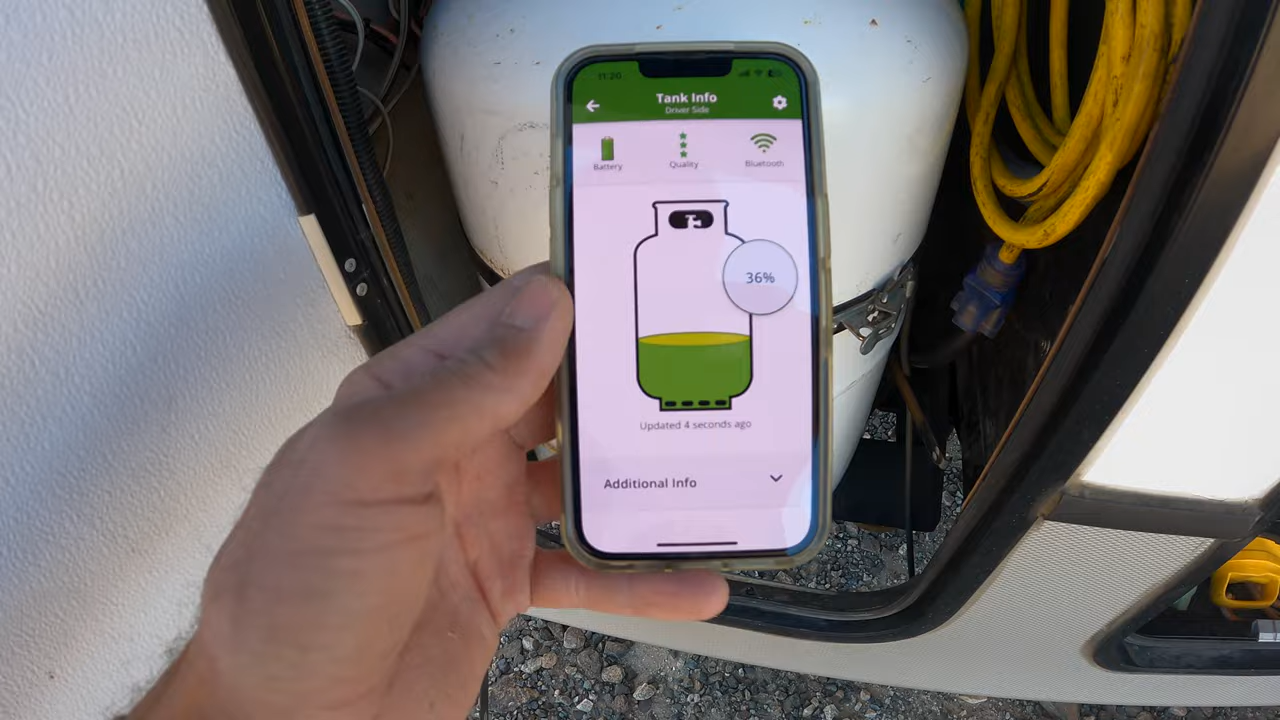 11:20
Tank Info
Driver Side
Battery
Quality
Bluetooth
36%
Updated 4 seconds ago
Additional Info